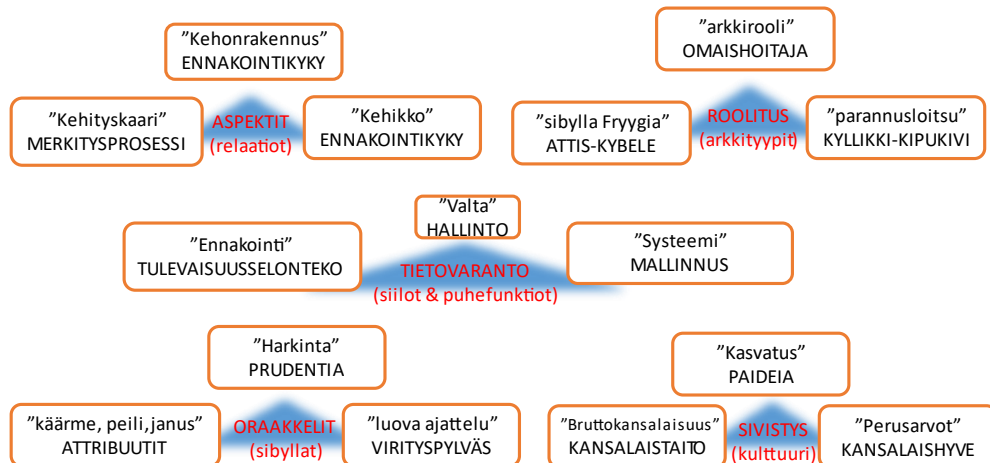 ”Kehonrakennus”
ENNAKOINTIKYKY
”Kehityskaari”
MERKITYSPROSESSI
ASPEKTIT
(relaatiot)
”Kehikko”
ENNAKOINTIKYKY
”arkkirooli”
OMAISHOITAJA
”sibylla Fryygia”
ATTIS-KYBELE
ROOLITUS
(arkkityypit)
”parannusloitsu”
KYLLIKKI-KIPUKIVI
”Valta”
HALLINTO
”Ennakointi”
TULEVAISUUSSELONTEKO
TIETOVARANTO
(siilot & puhefunktiot)
”Systeemi”
MALLINNUS
”Harkinta”
PRUDENTIA
”käärme, peili, janus”
ATTRIBUUTIT
ORAAKKELIT
(sibyllat)
”luova ajattelu”
VIRITYSPYLVÄS
”Kasvatus”
PAIDEIA
”Bruttokansalaisuus”
KANSALAISTAITO
SIVISTYS
(kulttuuri)
”Perusarvot”
KANSALAISHYVE